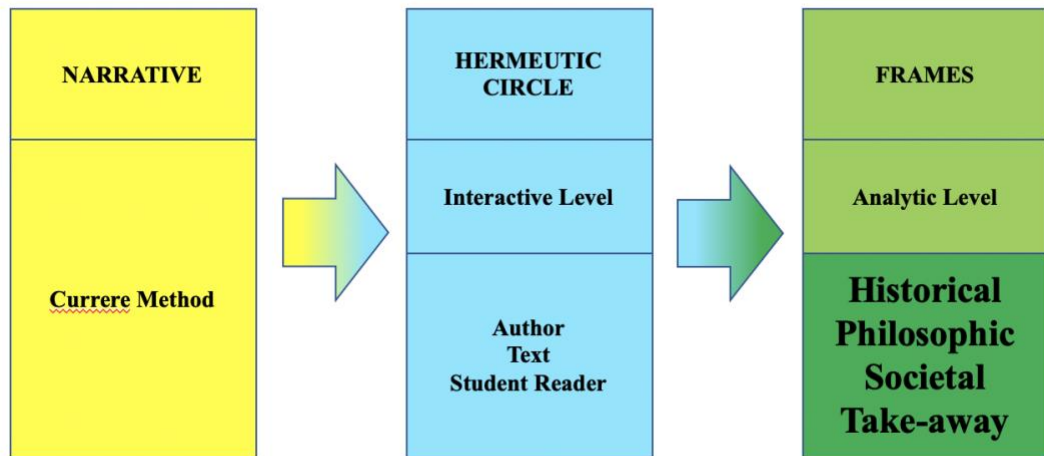 NARRATIVE
Currere Method
HERMEUTIC
CIRCLE
Interactive Level
Author
Text
Student Reader
FRAMES
Analytic Level
Historical
Philosophic
Societal
Take-away